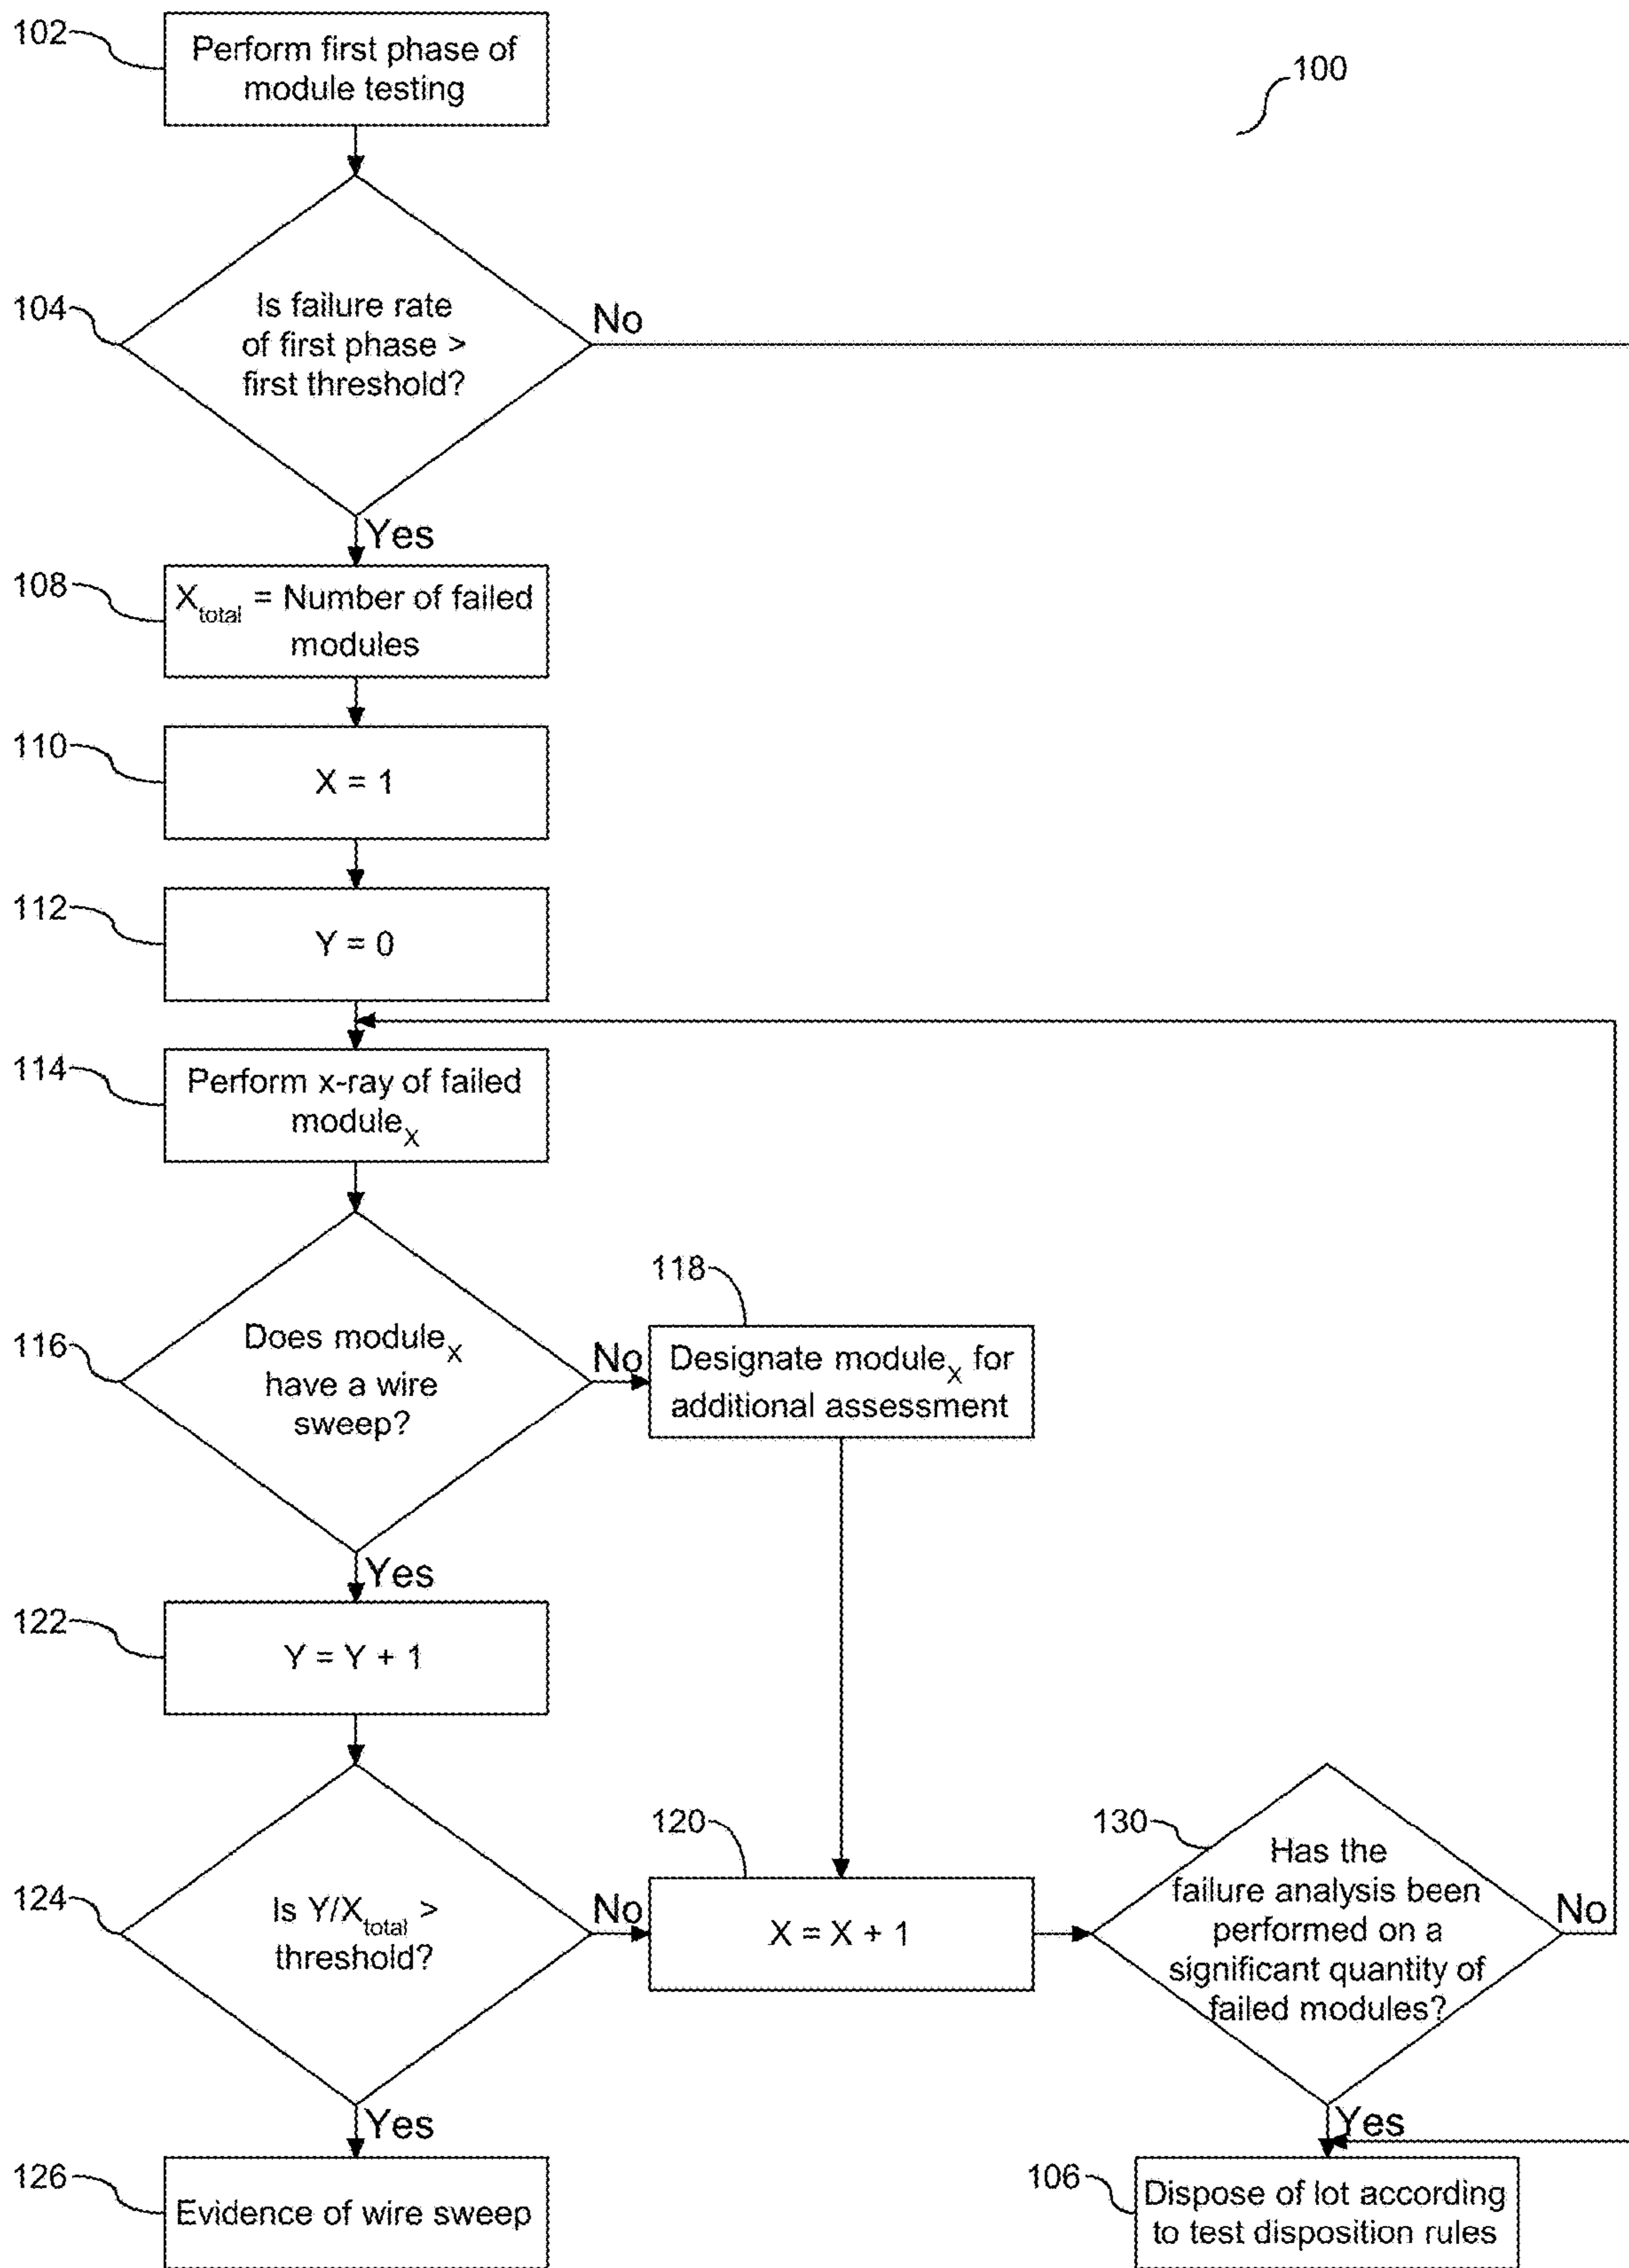 102
Perform first phase of
module testing
100
104
Is failure rate
of first phase >
first threshold?
No
Yes
108
X_total = Number of failed
modules
110
X = 1
112
Y = 0
114
Perform x-ray of failed
module_X
116
Does module_X
have a wire
sweep?
No
118
Designate module_X for
additional assessment
Yes
122
Y = Y + 1
124
Is Y/X_total >
threshold?
No
120
X = X + 1
130
Has the
failure analysis been
performed on a
significant quantity of
failed modules?
No
Yes
Yes
126
Evidence of wire sweep
106
Dispose of lot according
to test disposition rules